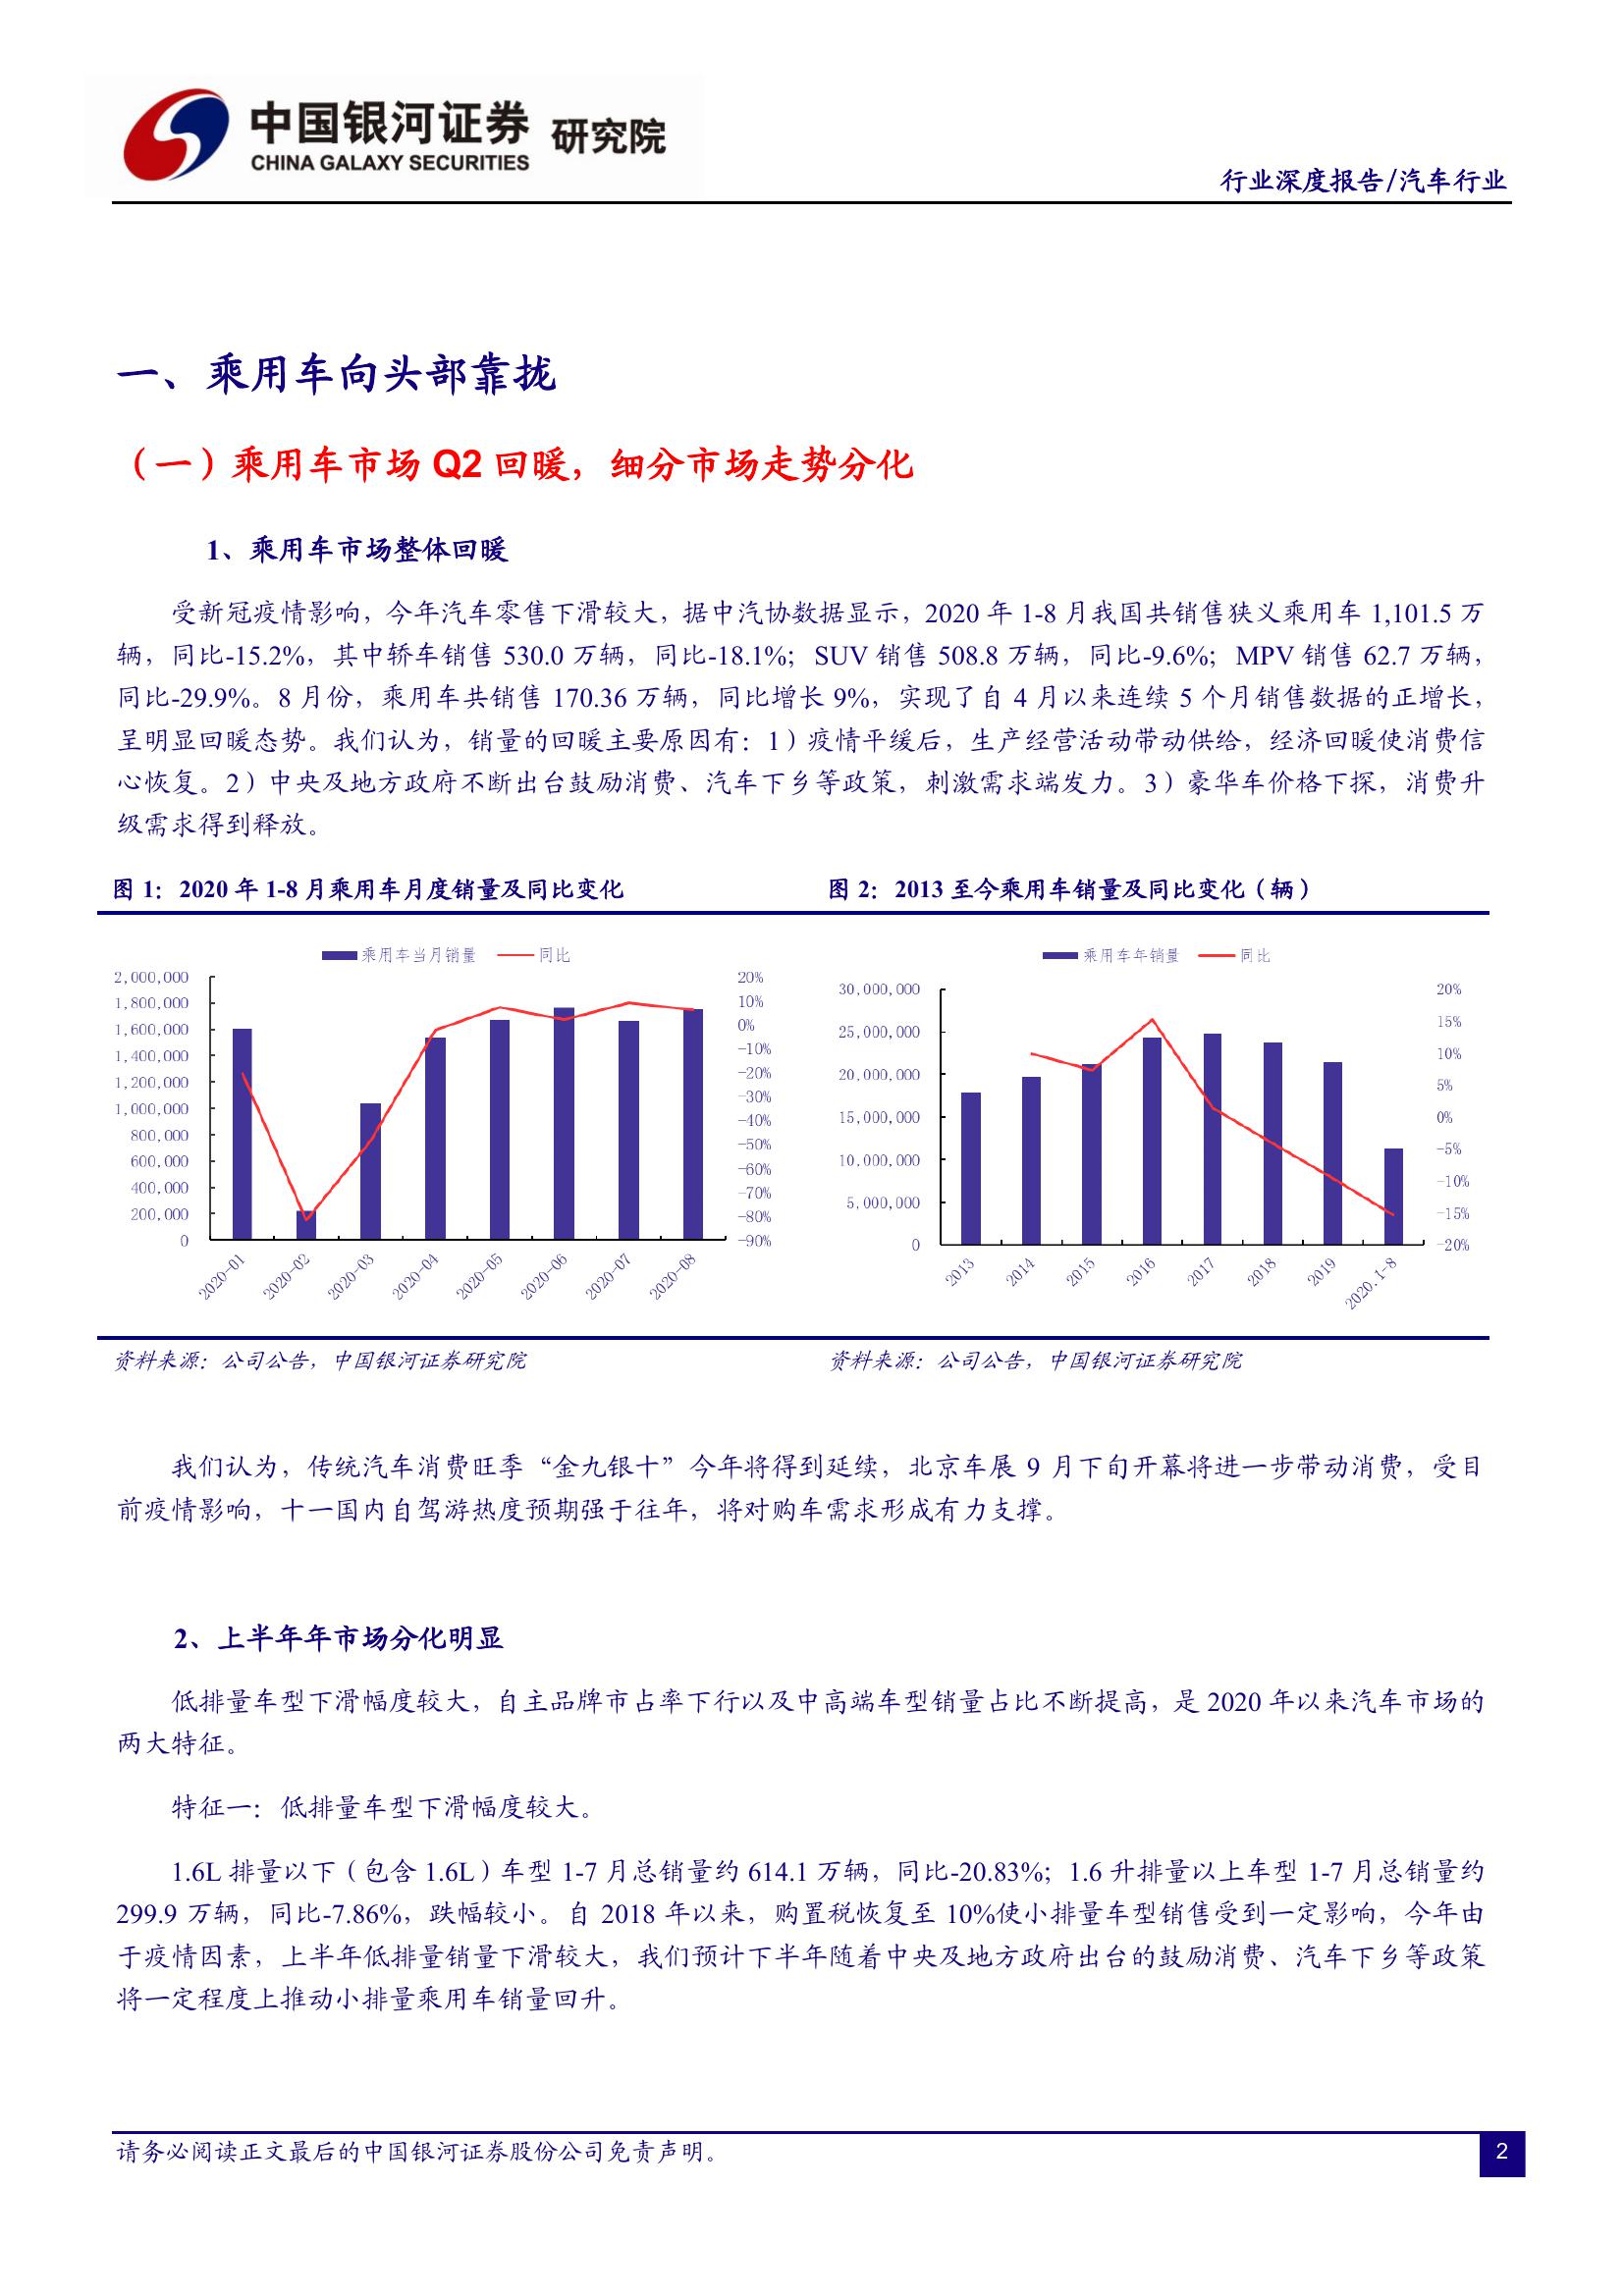 中国银河证券 研究院
CHINA GALAXY SECURITIES
行业深度报告/汽车行业
一、乘用车向头部靠拢
（一）乘用车市场 Q2 回暖，细分市场走势分化
1、乘用车市场整体回暖
受新冠疫情影响，今年汽车零售下滑较大，据中汽协数据显示，2020 年 1-8 月我国共销售狭义乘用车 1,101.5 万
辆，同比-15.2%，其中轿车销售 530.0 万辆，同比-18.1%；SUV 销售 508.8 万辆，同比-9.6%；MPV 销售 62.7 万辆，
同比-29.9%。8 月份，乘用车共销售 170.36 万辆，同比增长 9%，实现了自 4 月以来连续 5 个月销售数据的正增长，
呈明显回暖态势。我们认为，销量的回暖主要原因有：1）疫情平缓后，生产经营活动带动供给，经济回暖使消费信
心恢复。2）中央及地方政府不断出台鼓励消费、汽车下乡等政策，刺激需求端发力。3）豪华车价格下探，消费升
级需求得到释放。
图 1：2020 年 1-8 月乘用车月度销量及同比变化
乘用车当月销量 同比
2,000,000
1,800,000
1,600,000
1,400,000
1,200,000
1,000,000
800,000
600,000
400,000
200,000
0
20%
10%
0%
-10%
-20%
-30%
-40%
-50%
-60%
-70%
-80%
-90%
2020-01 2020-02 2020-03 2020-04 2020-05 2020-06 2020-07 2020-08
资料来源：公司公告，中国银河证券研究院
图 2：2013 至今乘用车销量及同比变化（辆）
乘用车年销量 同比
30,000,000
25,000,000
20,000,000
15,000,000
10,000,000
5,000,000
0
20%
15%
10%
5%
0%
-5%
-10%
-15%
-20%
2013 2014 2015 2016 2017 2018 2019 2020.1-8
资料来源：公司公告，中国银河证券研究院
我们认为，传统汽车消费旺季“金九银十”今年将得到延续，北京车展 9 月下旬开幕将进一步带动消费，受目
前疫情影响，十一国内自驾游热度预期强于往年，将对购车需求形成有力支撑。
2、上半年年市场分化明显
低排量车型下滑幅度较大，自主品牌市占率下行以及中高端车型销量占比不断提高，是 2020 年以来汽车市场的
两大特征。
特征一：低排量车型下滑幅度较大。
1.6L 排量以下（包含 1.6L）车型 1-7 月总销量约 614.1 万辆，同比-20.83%；1.6 升排量以上车型 1-7 月总销量约
299.9 万辆，同比-7.86%，跌幅较小。自 2018 年以来，购置税恢复至 10%使小排量车型销售受到一定影响，今年由
于疫情因素，上半年低排量销量下滑较大，我们预计下半年随着中央及地方政府出台的鼓励消费、汽车下乡等政策
将一定程度上推动小排量乘用车销量回升。
请务必阅读正文最后的中国银河证券股份公司免责声明。
2